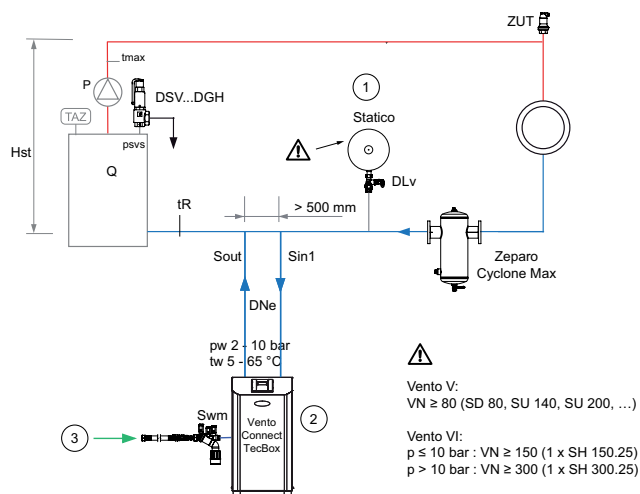 ZUT
tmax
P
DSV...DGH
1
TAZ
Statico
psvs
Hst
Q
DLv
tR
> 500 mm
Sout
Sin1
Zeparo
Cyclone Max
DNe
pw 2 - 10 bar
tw 5 - 65 °C
Vento V:
VN ≥ 80 (SD 80, SU 140, SU 200, …)
Swm
2
Vento
Connect
TecBox
3
Vento VI:
p ≤ 10 bar : VN ≥ 150 (1 x SH 150.25)
p > 10 bar : VN ≥ 300 (1 x SH 300.25)